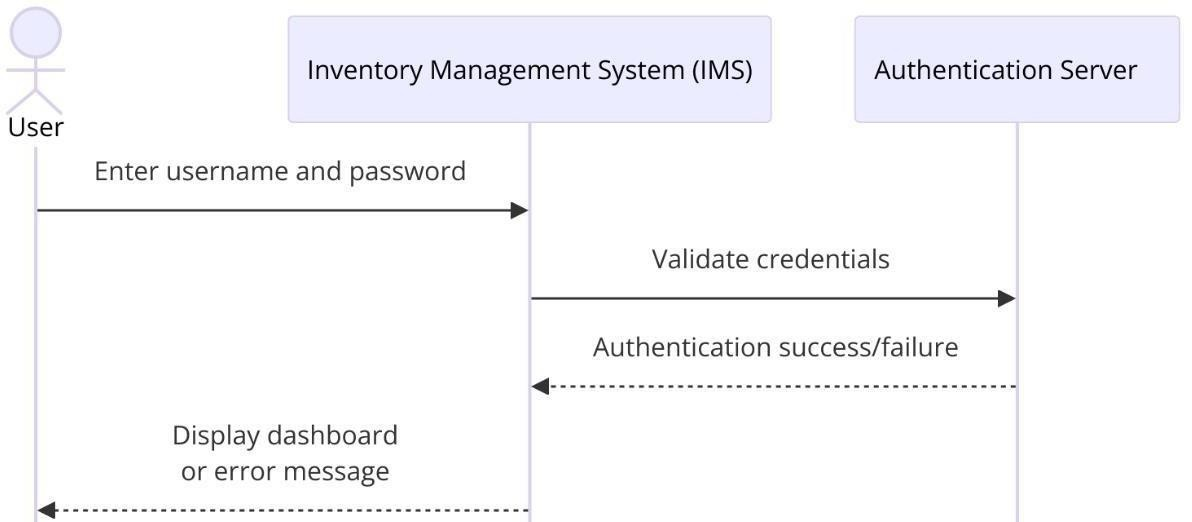 Inventory Management System (IMS)
Authentication Server
User
Enter username and password
Validate credentials
Authentication success/failure
Display dashboard
or error message